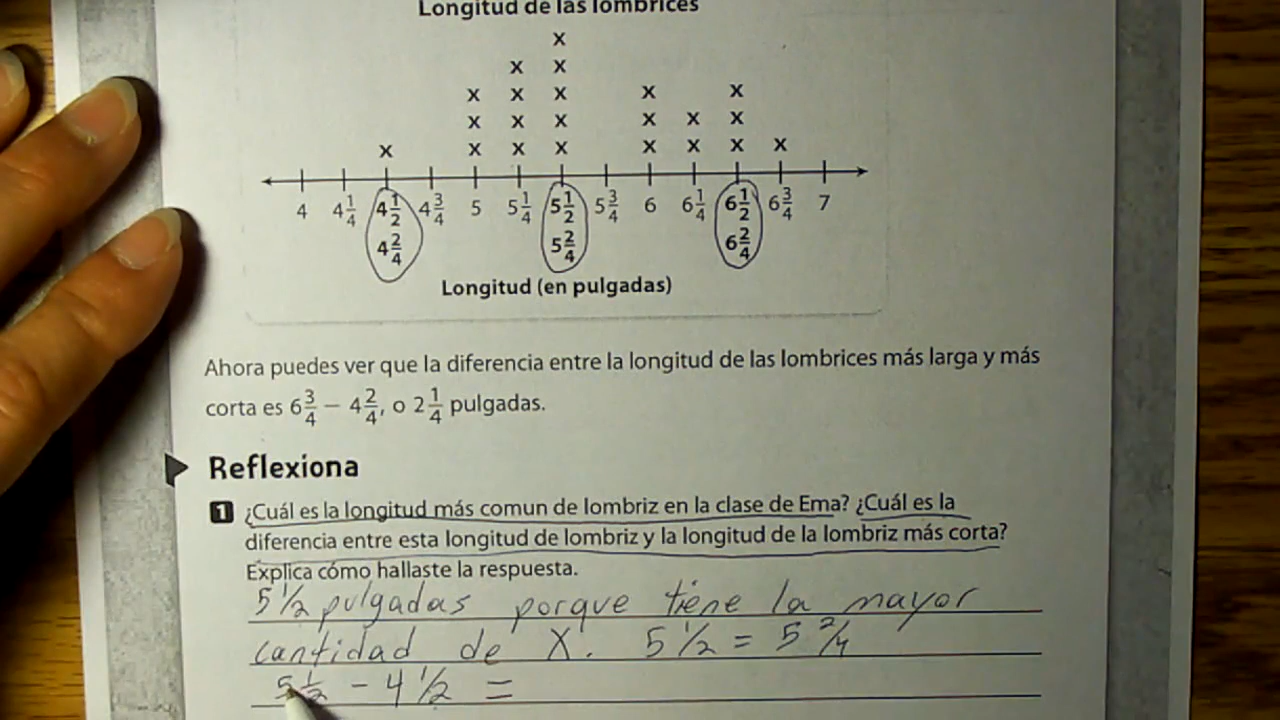 Longitud de las lombrices
x
x x
x x x x x
x x x x x x
x x x x x x x x
4 4 1/4 4 1/2 4 3/4 5 5 1/4 5 1/2 5 3/4 6 6 1/4 6 1/2 6 3/4 7
4 2/4 5 2/4 6 2/4
Longitud (en pulgadas)
Ahora puedes ver que la diferencia entre la longitud de las lombrices más larga y más
corta es 6 3/4 − 4 2/4, o 2 1/4 pulgadas.
Reflexiona
1 ¿Cuál es la longitud más comun de lombriz en la clase de Ema? ¿Cuál es la
diferencia entre esta longitud de lombriz y la longitud de la lombriz más corta?
Explica cómo hallaste la respuesta.
5 1/2 pulgadas porque tiene la mayor
cantidad de X. 5 1/2 = 5 2/4
5 1/2 - 4 1/2 =